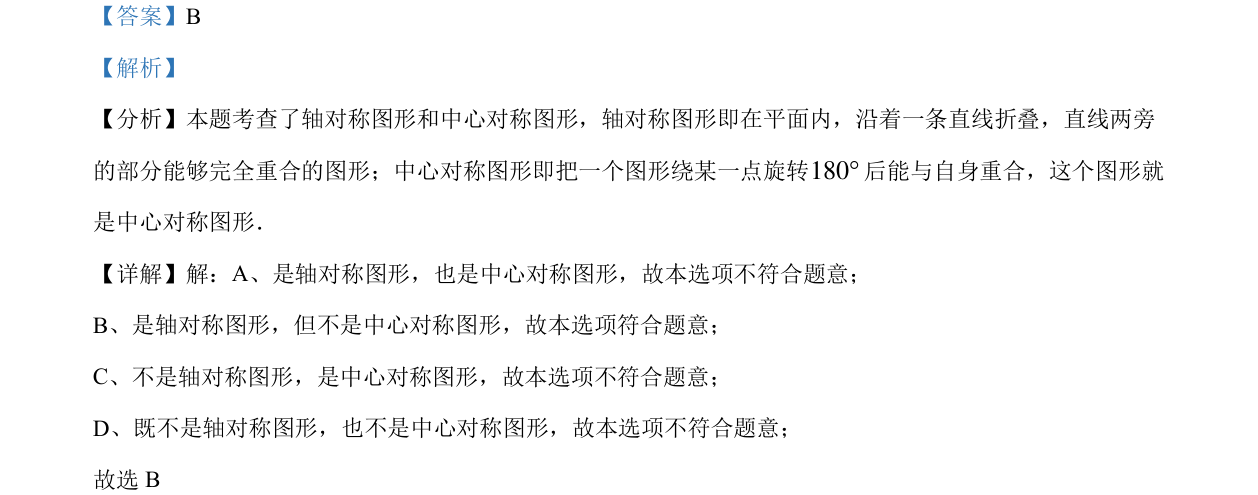 【答案】B
【解析】
【分析】本题考查了轴对称图形和中心对称图形，轴对称图形即在平面内，沿着一条直线折叠，直线两旁
的部分能够完全重合的图形；中心对称图形即把一个图形绕某一点旋转180°后能与自身重合，这个图形就
是中心对称图形．
【详解】解：A、是轴对称图形，也是中心对称图形，故本选项不符合题意；
B、是轴对称图形，但不是中心对称图形，故本选项符合题意；
C、不是轴对称图形，是中心对称图形，故本选项不符合题意；
D、既不是轴对称图形，也不是中心对称图形，故本选项不符合题意；
故选 B